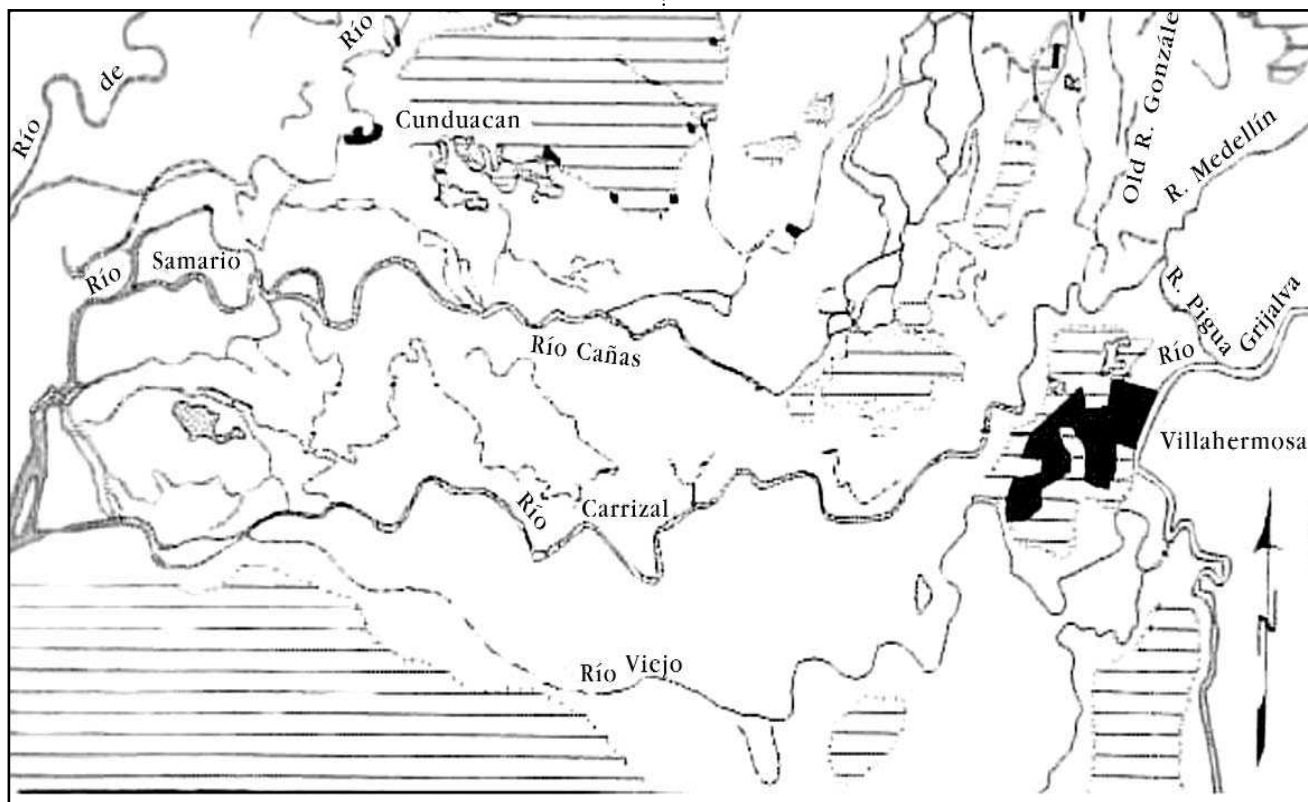 Río
Río
de
Cunduacan
R
Old R. Gonzále
R. Medellín
Río
Samario
R. Pigua
Río
Grijalva
Río Cañas
Villahermosa
Río
Carrizal
Río
Viejo